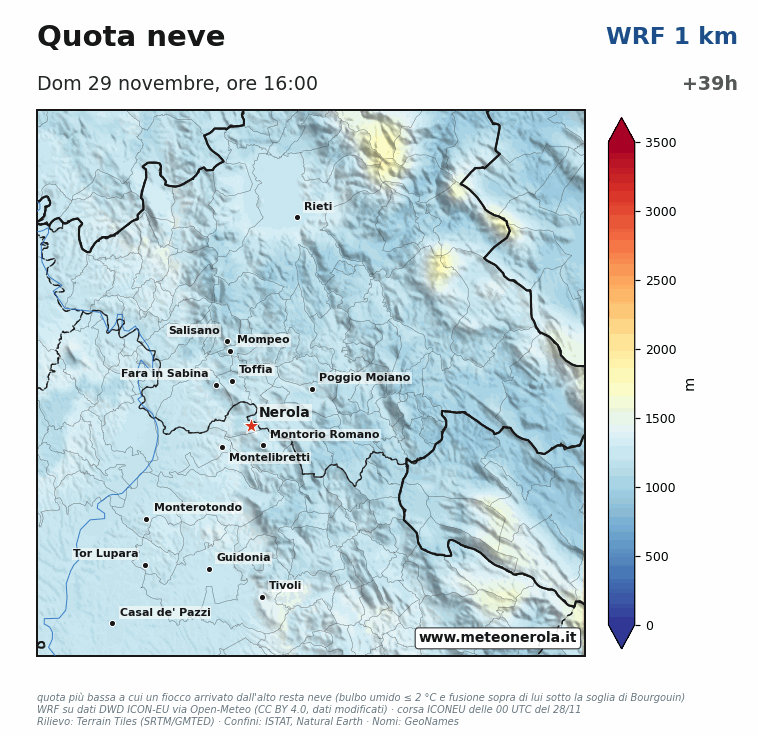 Quota neve
WRF 1 km
Dom 29 novembre, ore 16:00
+39h
Rieti
Salisano
Mompeo
Fara in Sabina
Toffia
Poggio Moiano
Nerola
Montorio Romano
Montelibretti
Monterotondo
Tor Lupara
Guidonia
Tivoli
Casal de' Pazzi
www.meteonerola.it
3500
3000
2500
2000
1500
1000
500
0
m
quota più bassa a cui un fiocco arrivato dall'alto resta neve (bulbo umido ≤ 2 °C e fusione sopra di lui sotto la soglia di Bourgouin)
WRF su dati DWD ICON-EU via Open-Meteo (CC BY 4.0, dati modificati) · corsa ICONEU delle 00 UTC del 28/11
Rilievo: Terrain Tiles (SRTM/GMTED) · Confini: ISTAT, Natural Earth · Nomi: GeoNames